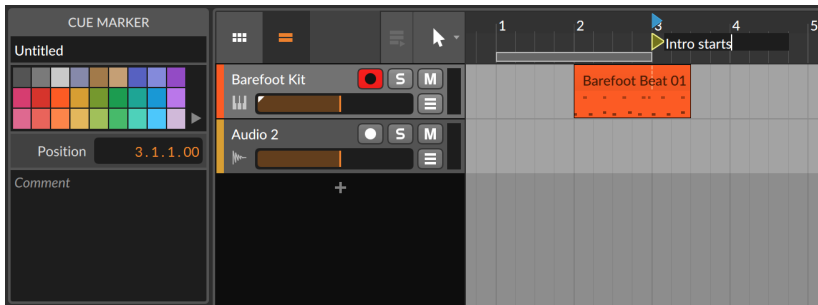 CUE MARKER
Untitled
Position 3.1.1.00
Comment
1 2 3 4 5
Intro starts
Barefoot Kit S M
Barefoot Beat 01
Audio 2 S M
+